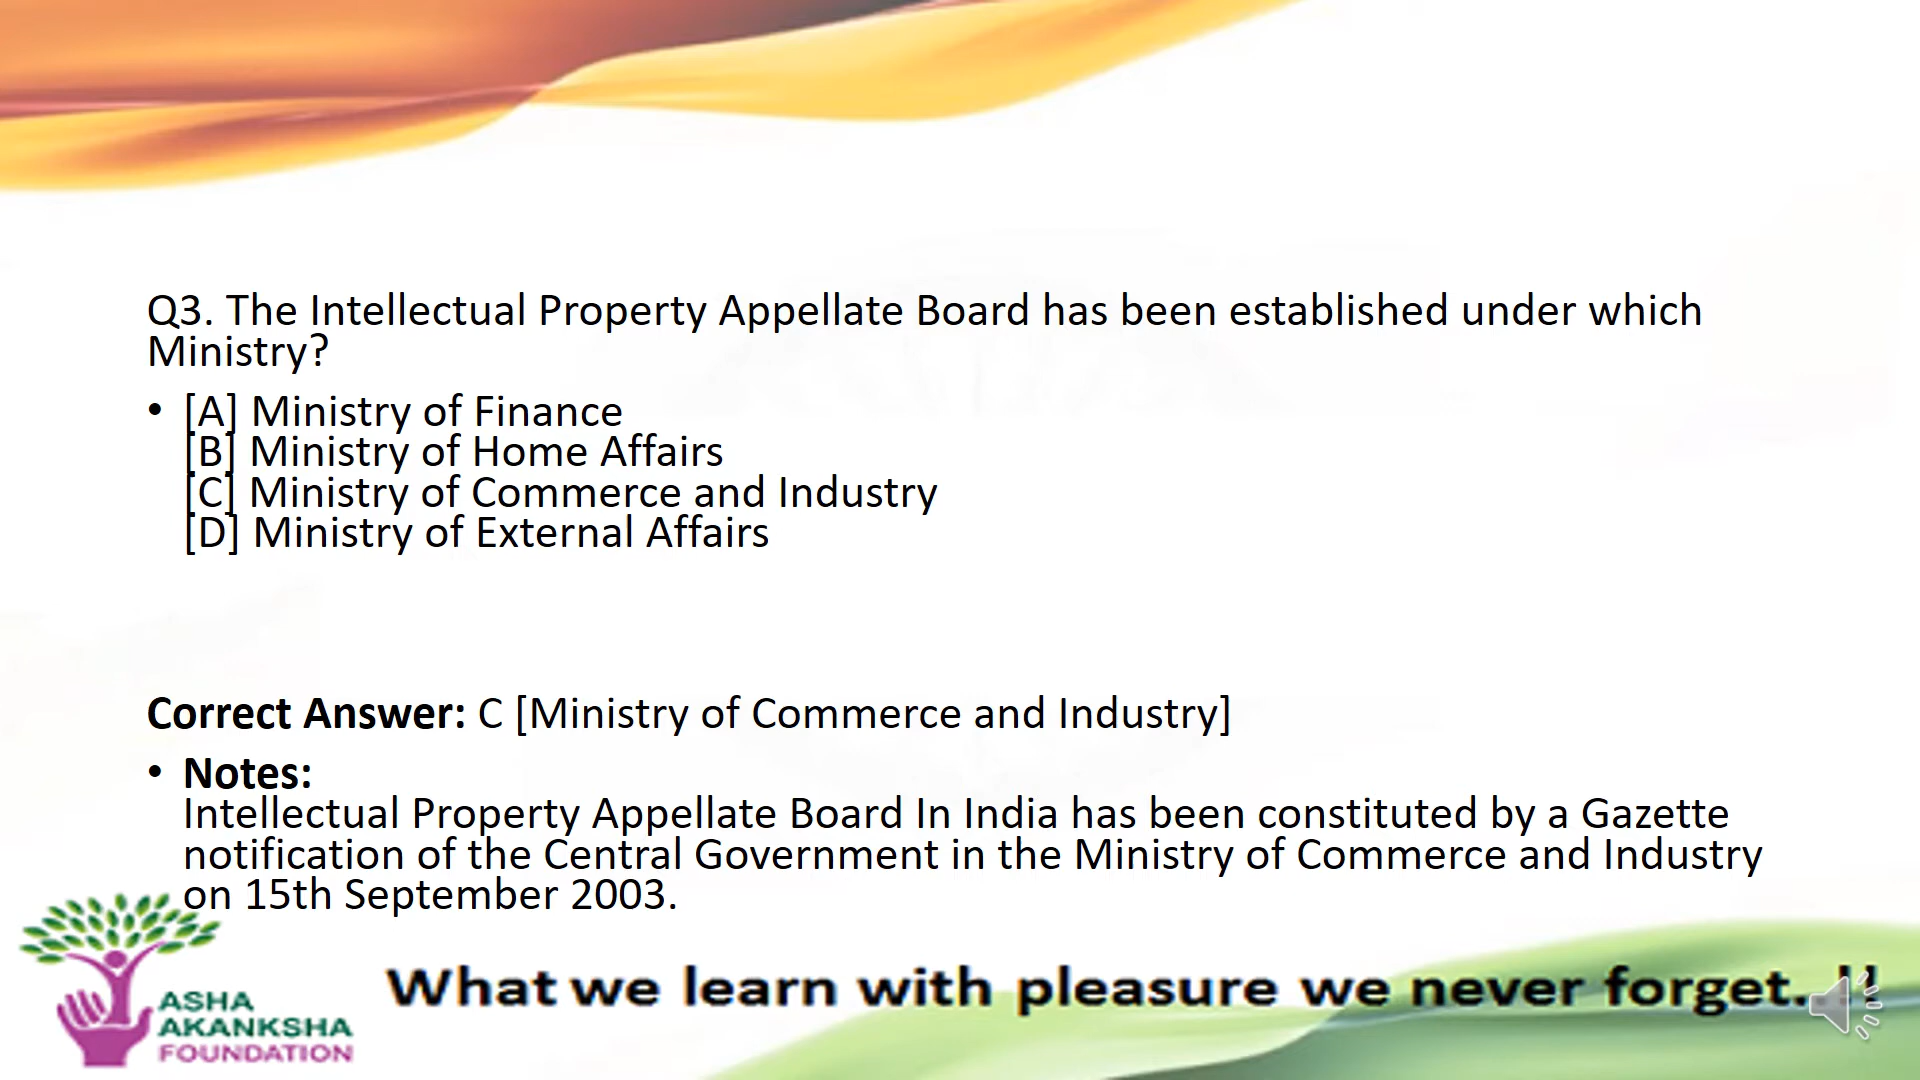 Q3. The Intellectual Property Appellate Board has been established under which
Ministry?
• [A] Ministry of Finance
[B] Ministry of Home Affairs
[C] Ministry of Commerce and Industry
[D] Ministry of External Affairs
Correct Answer: C [Ministry of Commerce and Industry]
• Notes:
Intellectual Property Appellate Board In India has been constituted by a Gazette
notification of the Central Government in the Ministry of Commerce and Industry
on 15th September 2003.
ASHA
AKANKSHA
FOUNDATION
What we learn with pleasure we never forget...!!